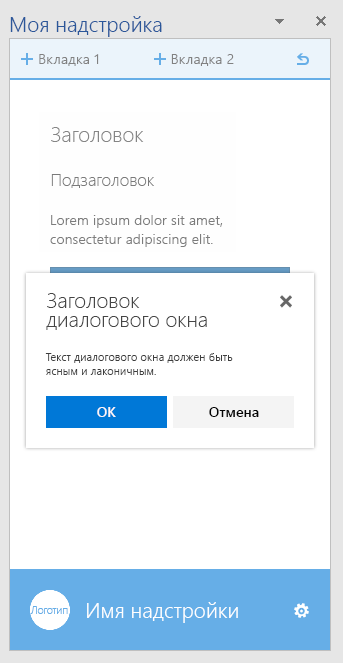 Моя надстройка
Вкладка 1 Вкладка 2
Заголовок
Подзаголовок
Lorem ipsum dolor sit amet,
consectetur adipiscing elit.
Заголовок
диалогового окна
Текст диалогового окна должен быть
ясным и лаконичным.
ОК Отмена
Логотип Имя надстройки